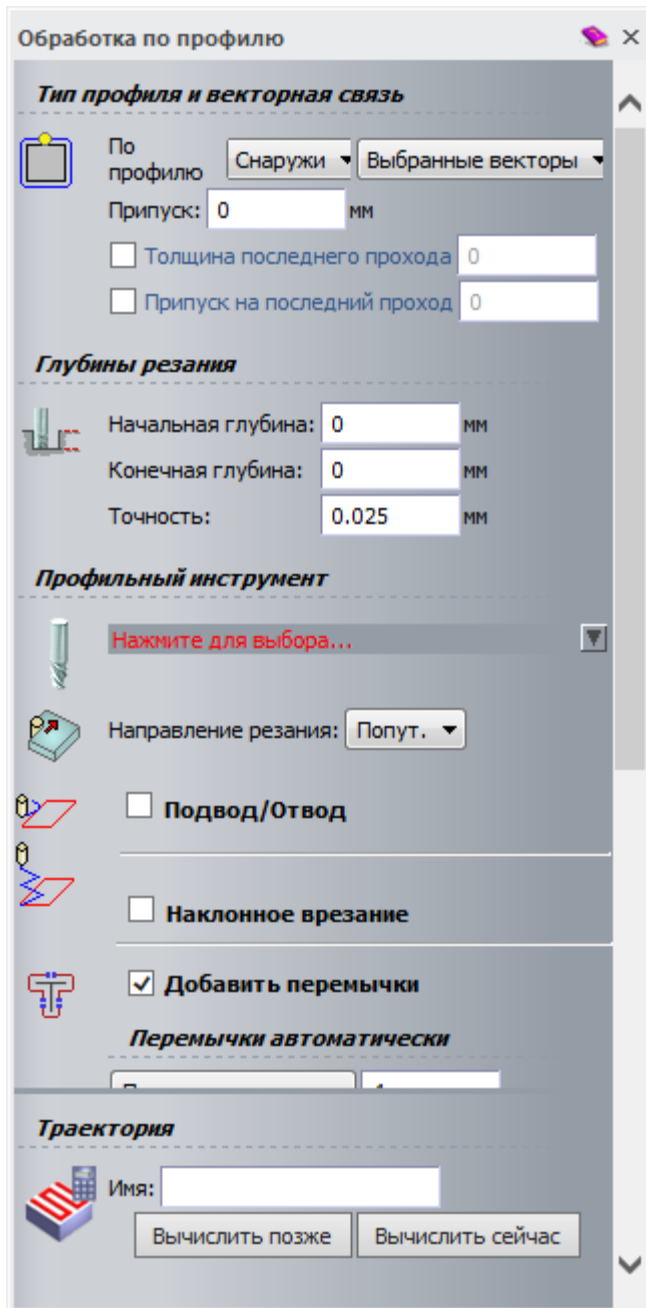 Обработка по профилю
Тип профиля и векторная связь
По профилю Снаружи Выбранные векторы
Припуск: 0 мм
Толщина последнего прохода 0
Припуск на последний проход 0
Глубины резания
Начальная глубина: 0 мм
Конечная глубина: 0 мм
Точность: 0.025 мм
Профильный инструмент
Нажмите для выбора...
Направление резания: Попут.
Подвод/Отвод
Наклонное врезание
Добавить перемычки
Перемычки автоматически
Траектория
Имя:
Вычислить позже Вычислить сейчас